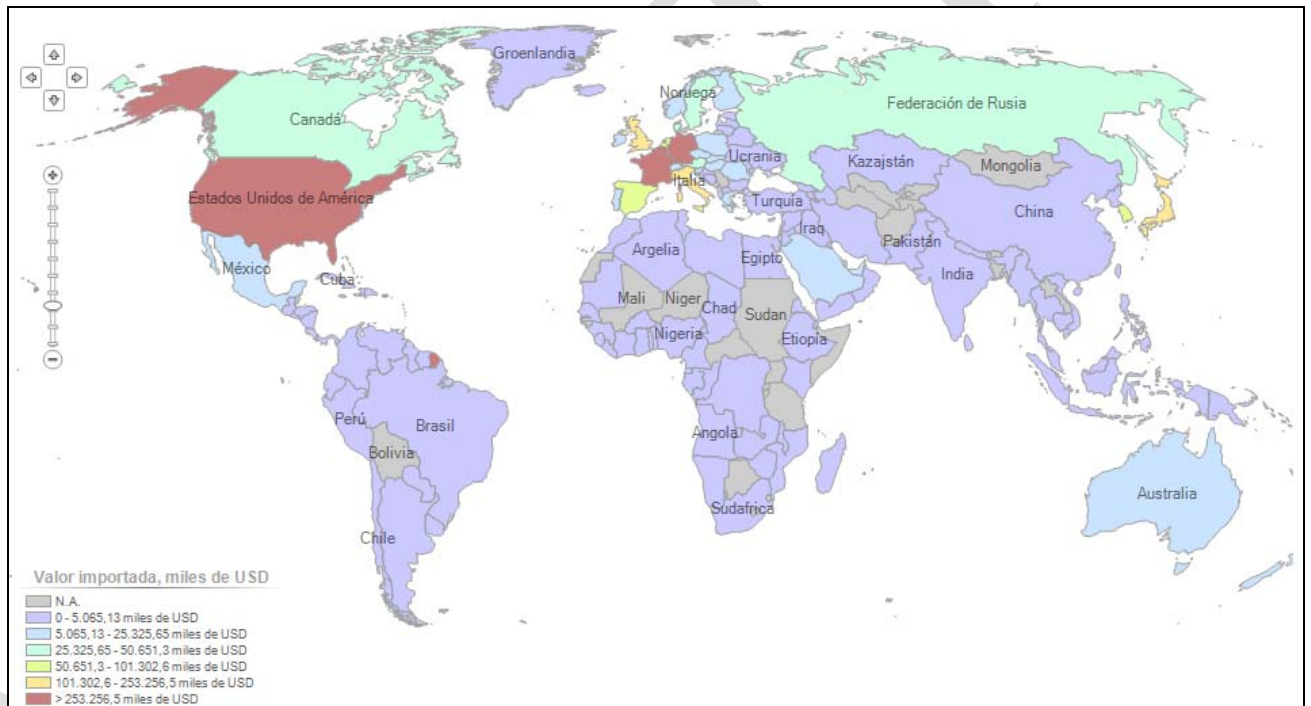 Groenlandia
Canadá
Noruega
Federación de Rusia
Ucrania
Kazajstán
Mongolia
Estados Unidos de América
Italia
Turquía
China
Iraq
Pakistán
México
Cuba
Argelia
Egipto
India
Mali
Niger
Chad
Sudan
Nigeria
Etiopía
Perú
Brasil
Angola
Bolivia
Australia
Sudafrica
Chile
Valor importada, miles de USD
N.A.
0 - 5.065,13 miles de USD
5.065,13 - 25.325,65 miles de USD
25.325,65 - 50.651,3 miles de USD
50.651,3 - 101.302,6 miles de USD
101.302,6 - 253.256,5 miles de USD
> 253.256,5 miles de USD